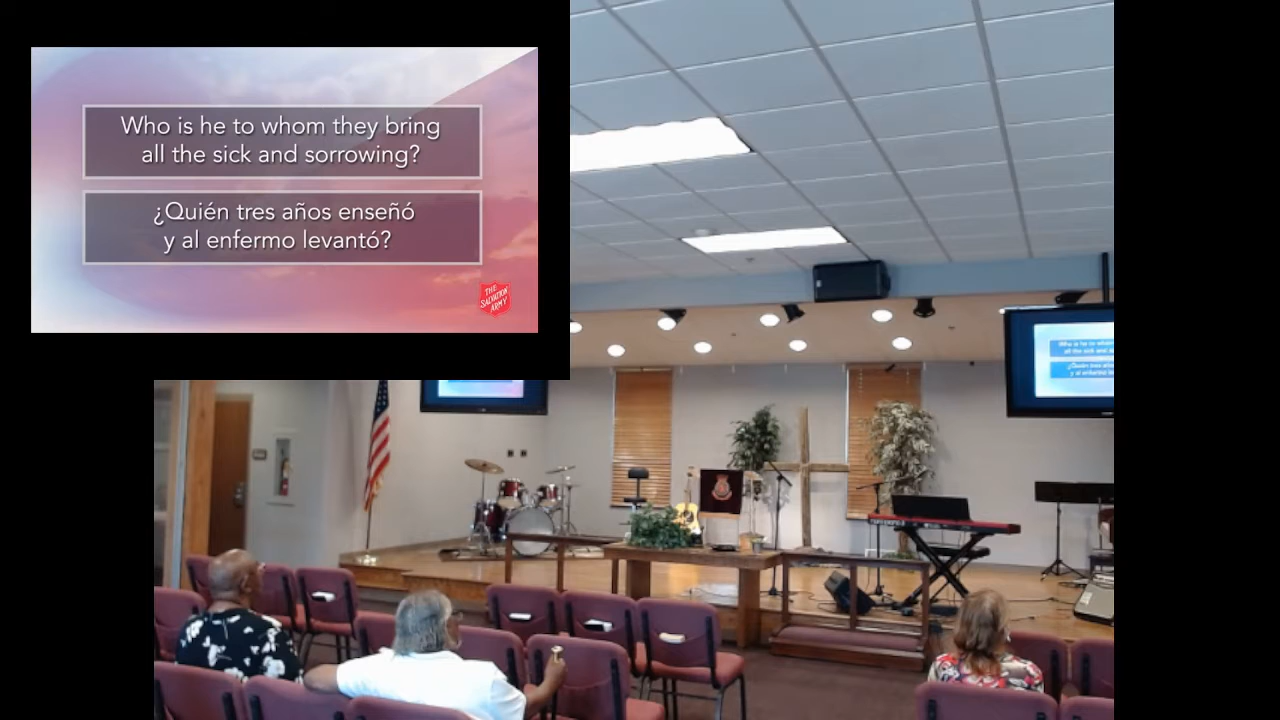 Who is he to whom they bring
all the sick and sorrowing?
¿Quién tres años enseñó
y al enfermo levantó?
THE
SALVATION
ARMY